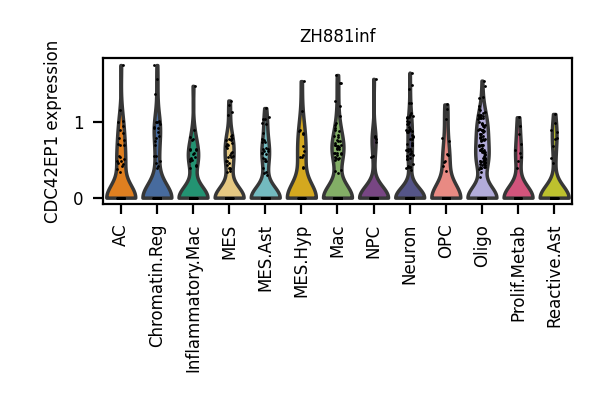 ZH881inf
CDC42EP1 expression
1
0
AC
Chromatin.Reg
Inflammatory.Mac
MES
MES.Ast
MES.Hyp
Mac
NPC
Neuron
OPC
Oligo
Prolif.Metab
Reactive.Ast